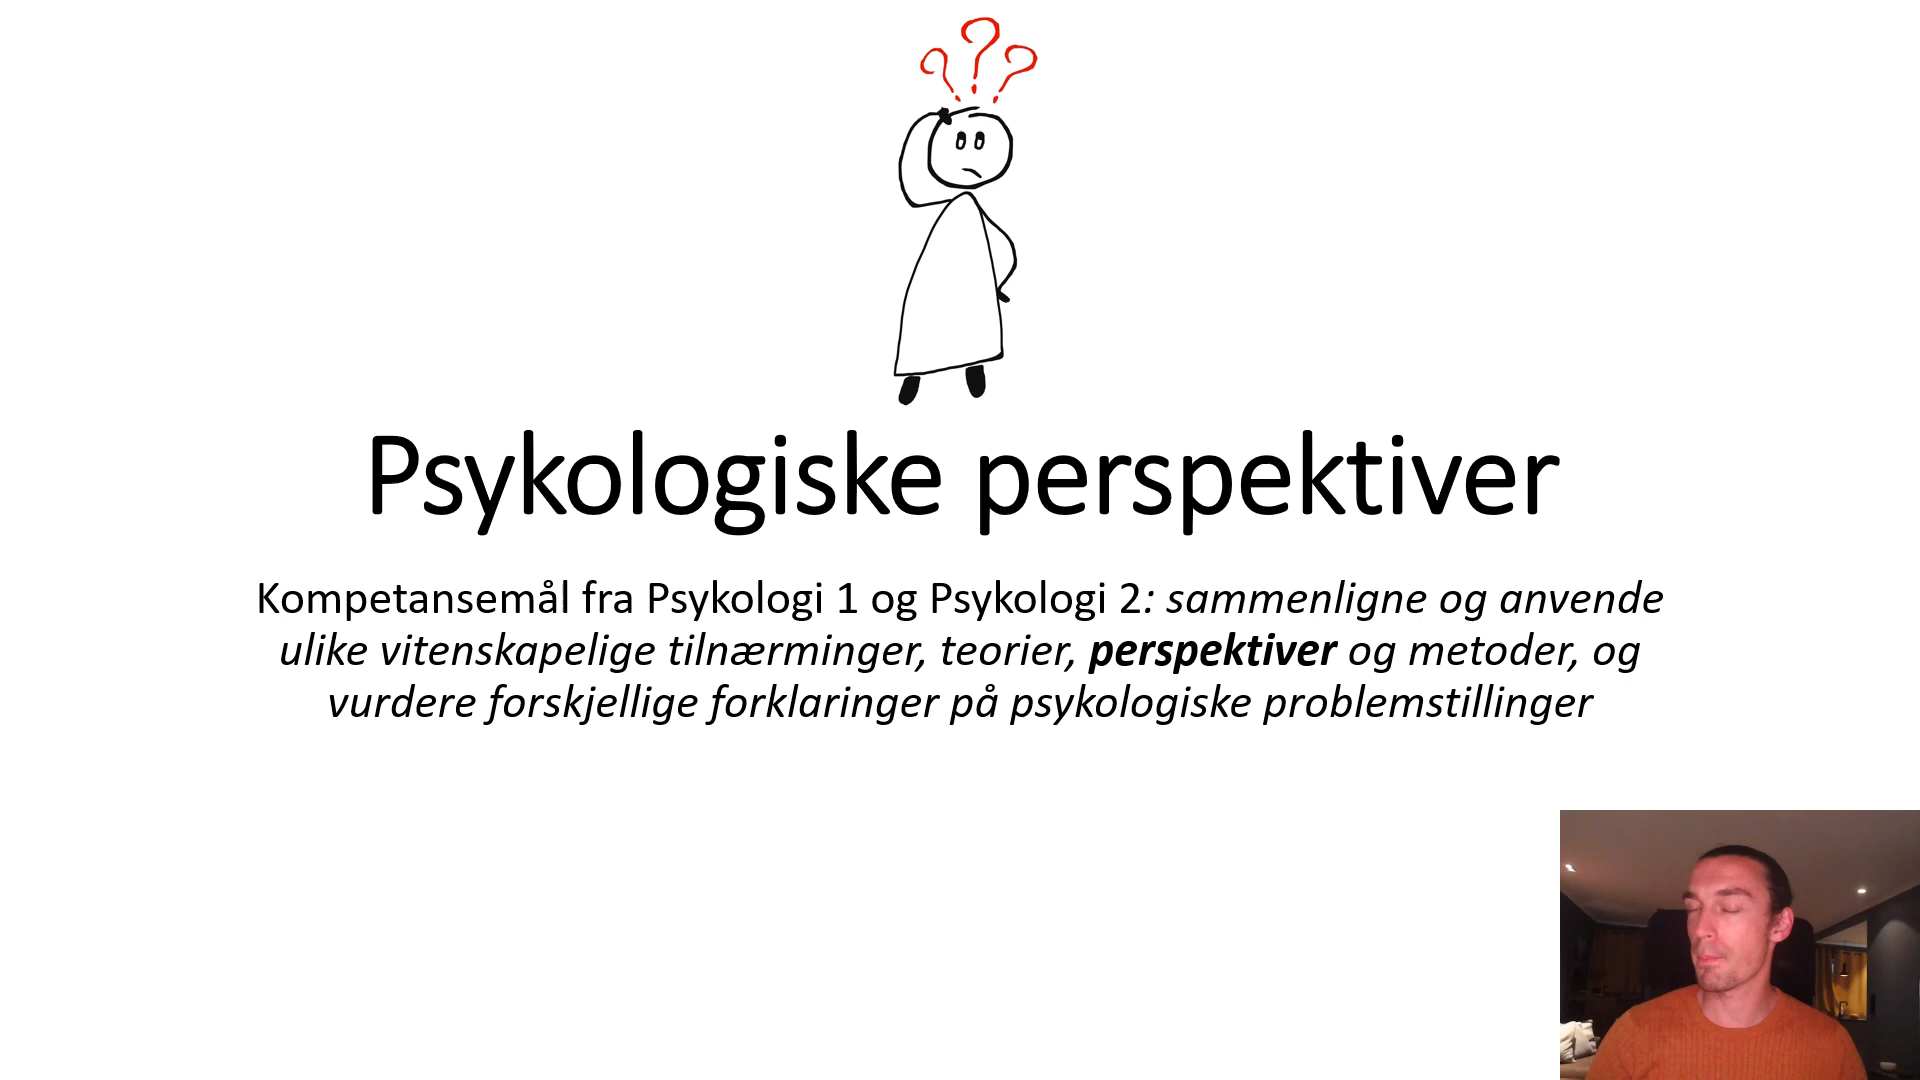 ? ? ?
Psykologiske perspektiver
Kompetansemål fra Psykologi 1 og Psykologi 2: sammenligne og anvende
ulike vitenskapelige tilnærminger, teorier, perspektiver og metoder, og
vurdere forskjellige forklaringer på psykologiske problemstillinger